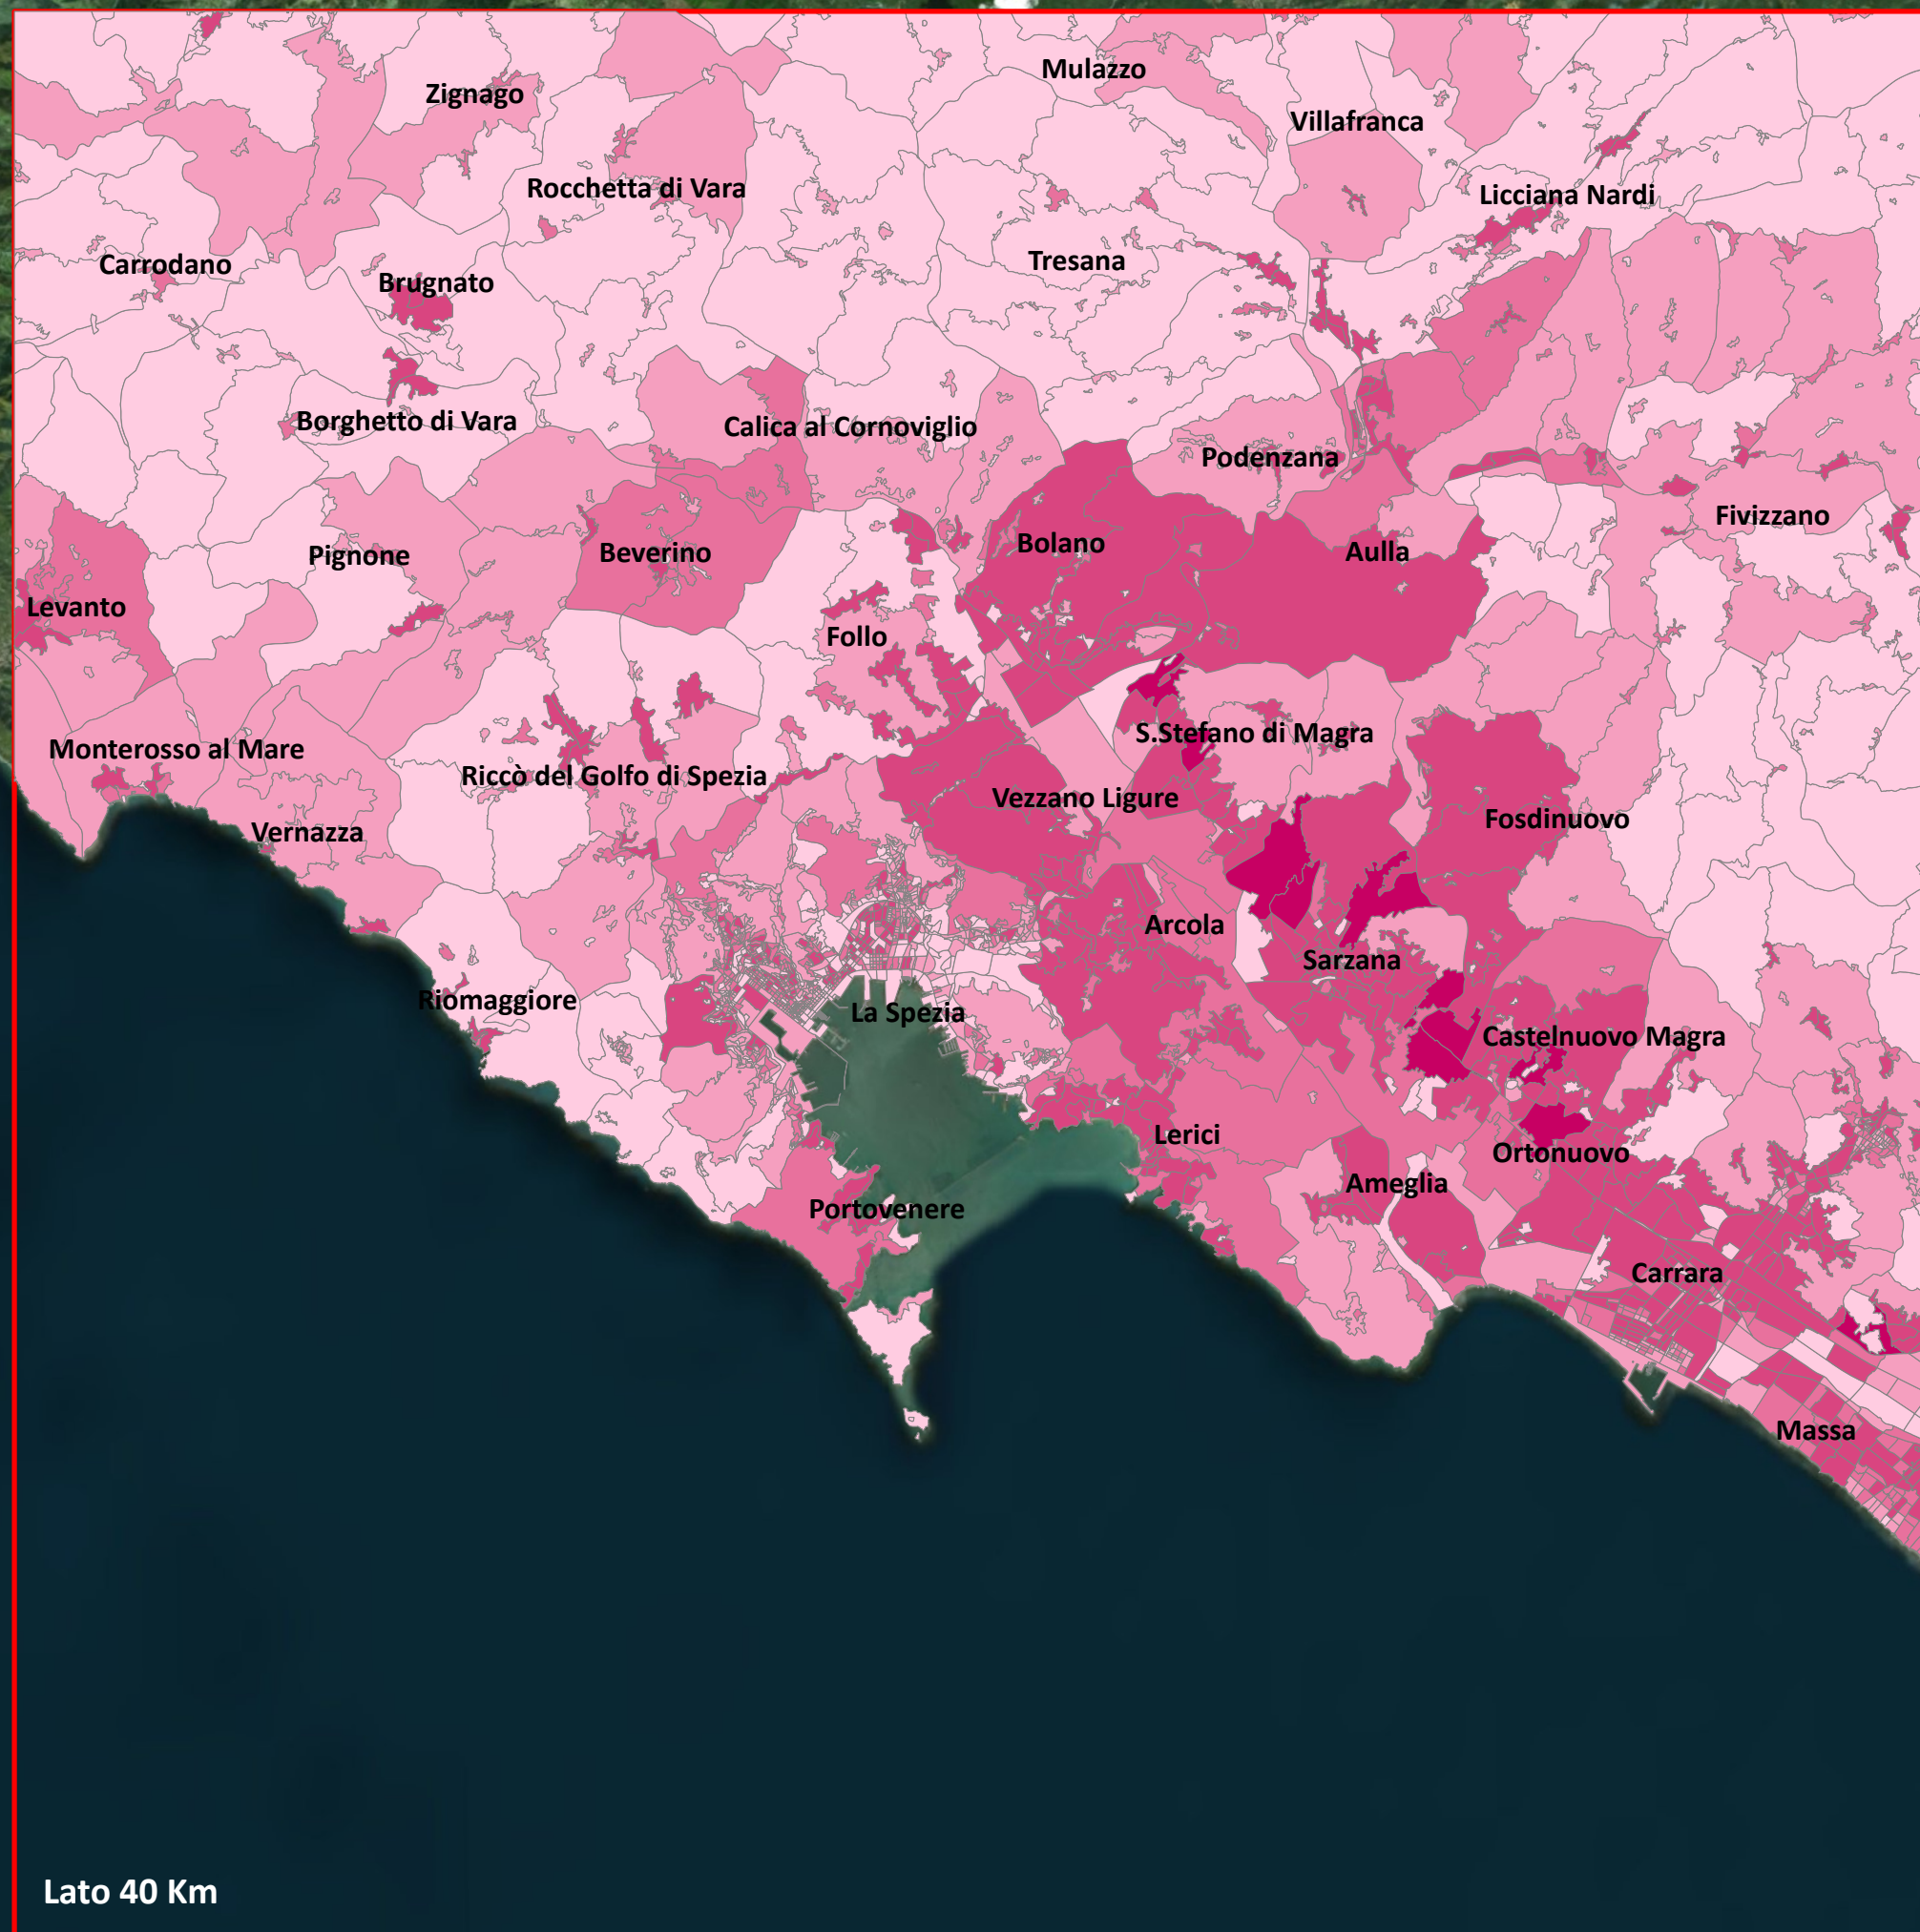 Mulazzo
Zignago
Villafranca
Rocchetta di Vara
Licciana Nardi
Carrodano
Tresana
Brugnato
Borghetto di Vara
Calica al Cornoviglio
Podenzana
Fivizzano
Bolano
Aulla
Pignone
Beverino
Levanto
Follo
S.Stefano di Magra
Monterosso al Mare
Riccò del Golfo di Spezia
Vezzano Ligure
Fosdinuovo
Vernazza
Arcola
Sarzana
Riomaggiore
La Spezia
Castelnuovo Magra
Lerici
Ortonuovo
Ameglia
Portovenere
Carrara
Massa
Lato 40 Km